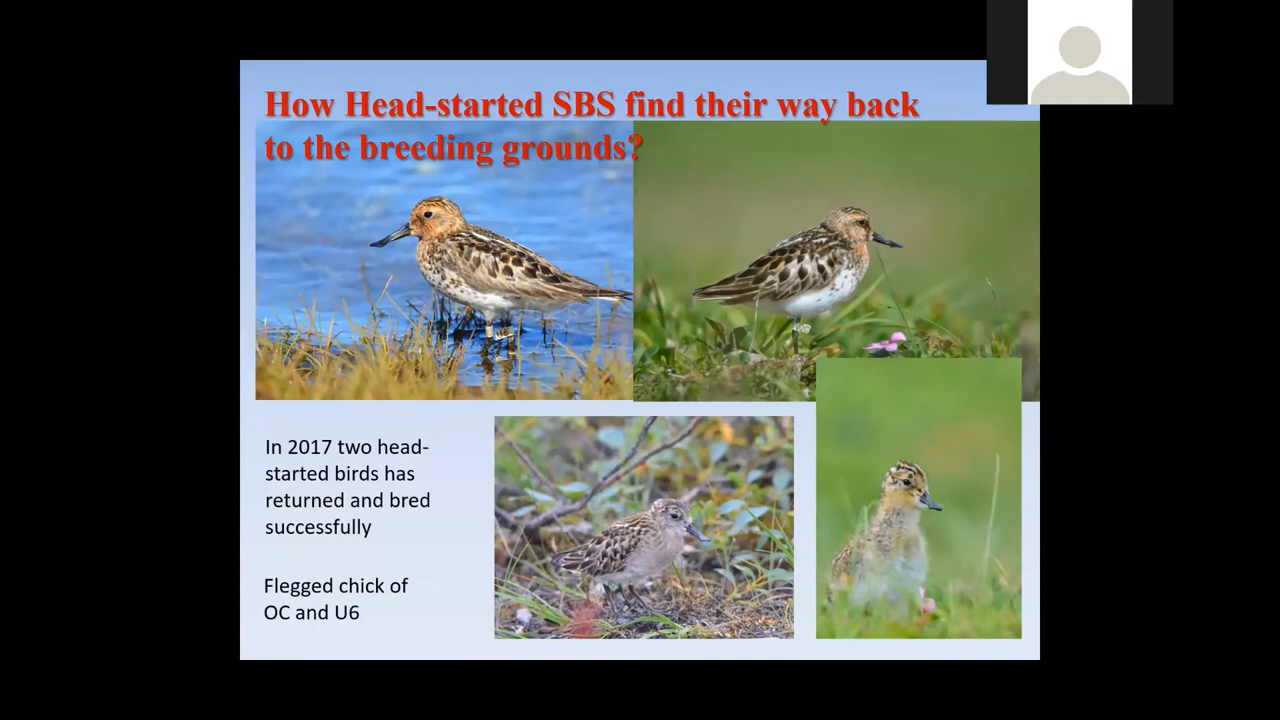 How Head-started SBS find their way back
to the breeding grounds?
In 2017 two head-
started birds has
returned and bred
successfully
Flegged chick of
OC and U6